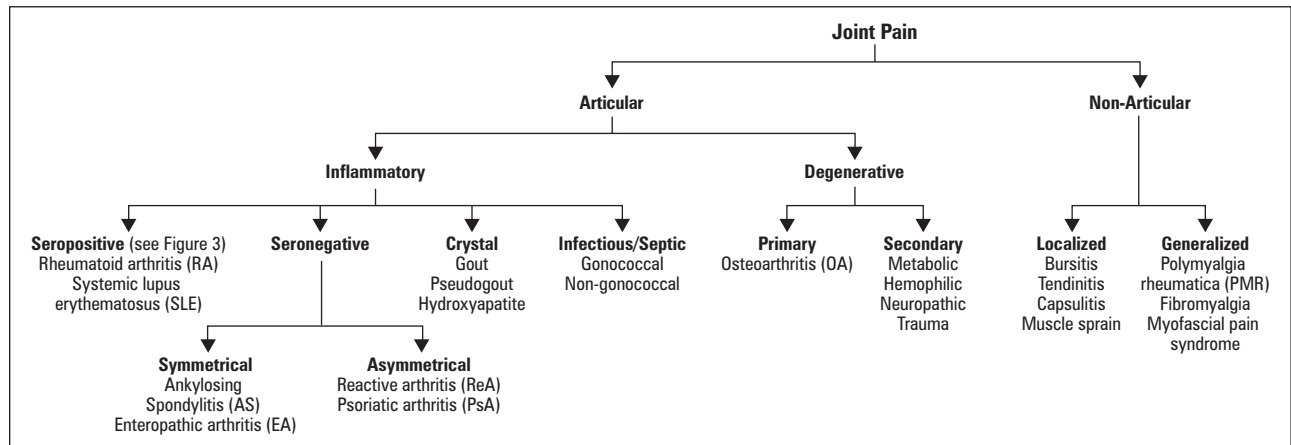 Joint Pain
Articular
Non-Articular
Inflammatory
Degenerative
Seropositive (see Figure 3)
Rheumatoid arthritis (RA)
Systemic lupus
erythematosus (SLE)
Seronegative
Crystal
Gout
Pseudogout
Hydroxyapatite
Infectious/Septic
Gonococcal
Non-gonococcal
Primary
Osteoarthritis (OA)
Secondary
Metabolic
Hemophilic
Neuropathic
Trauma
Localized
Bursitis
Tendinitis
Capsulitis
Muscle sprain
Generalized
Polymyalgia
rheumatica (PMR)
Fibromyalgia
Myofascial pain
syndrome
Symmetrical
Ankylosing
Spondylitis (AS)
Enteropathic arthritis (EA)
Asymmetrical
Reactive arthritis (ReA)
Psoriatic arthritis (PsA)